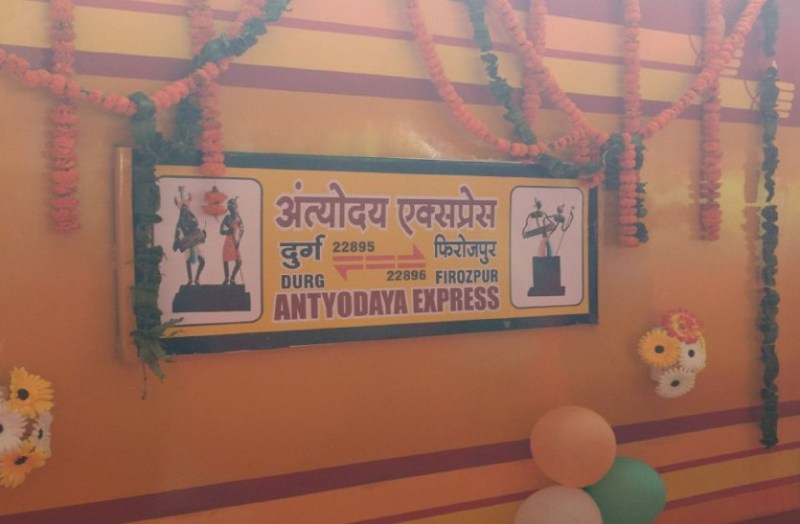 अंत्योदय एक्सप्रेस
दुर्ग 22895 फिरोजपुर
DURG 22896 FIROZPUR
ANTYODAYA EXPRESS